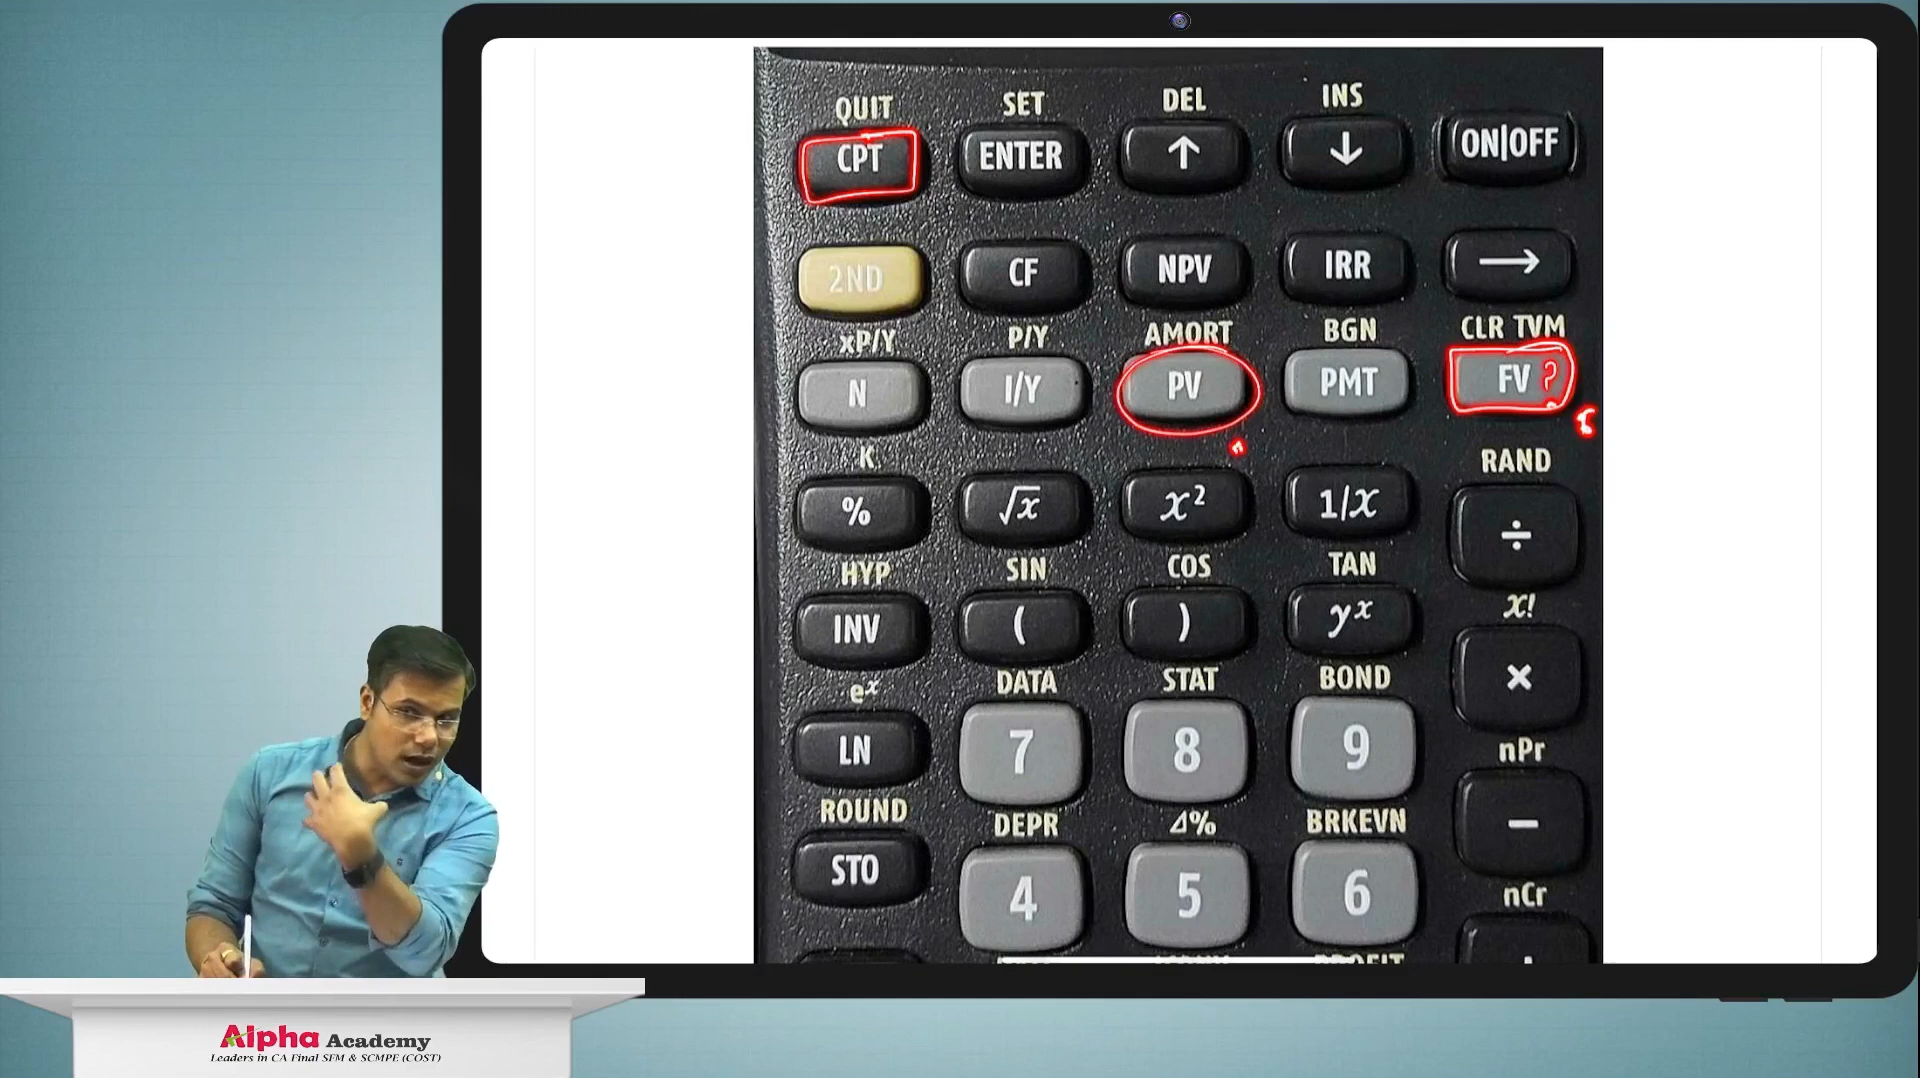 QUIT SET DEL INS
CPT ENTER ↑ ↓ ON|OFF
2ND CF NPV IRR →
xP/Y P/Y AMORT BGN CLR TVM
N I/Y PV PMT FV ?
K RAND
% √x x² 1/x ÷
HYP SIN COS TAN x!
INV ( ) yˣ ×
eˣ DATA STAT BOND nPr
LN 7 8 9 −
ROUND DEPR Δ% BRKEVN nCr
STO 4 5 6
Alpha Academy
Leaders in CA Final SFM & SCMPE (COST)